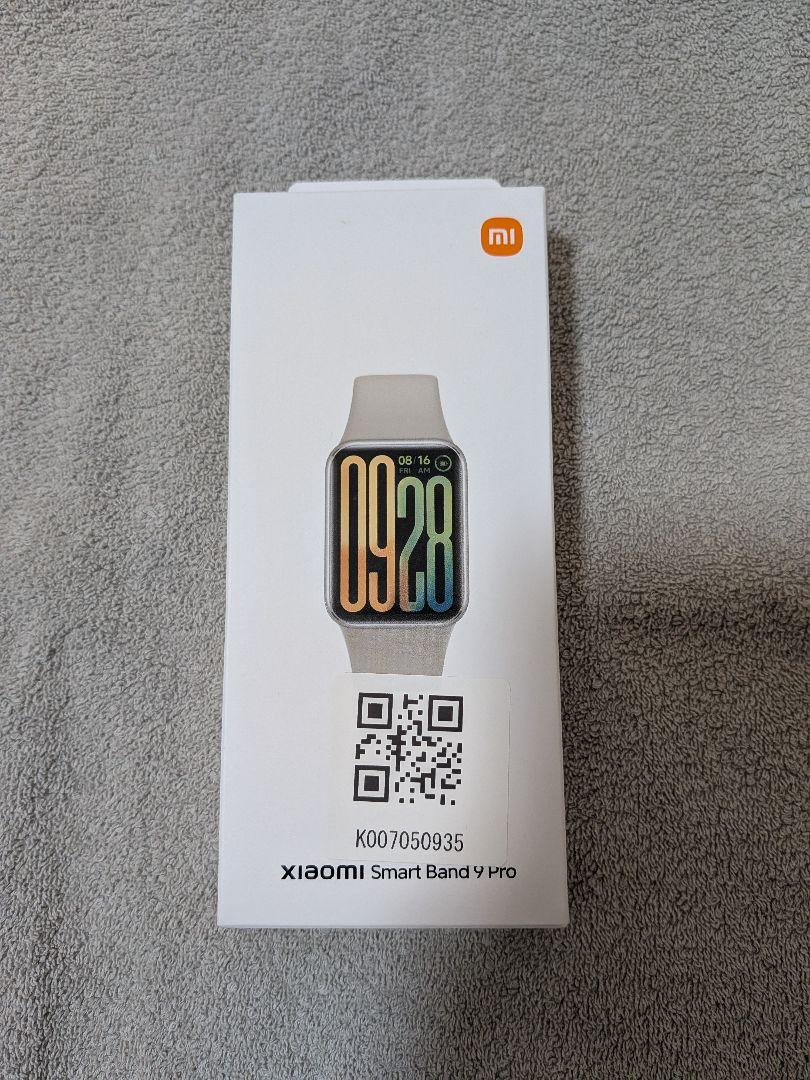 mi
08/16
FRI AM
0928
K007050935
xiaomi Smart Band 9 Pro